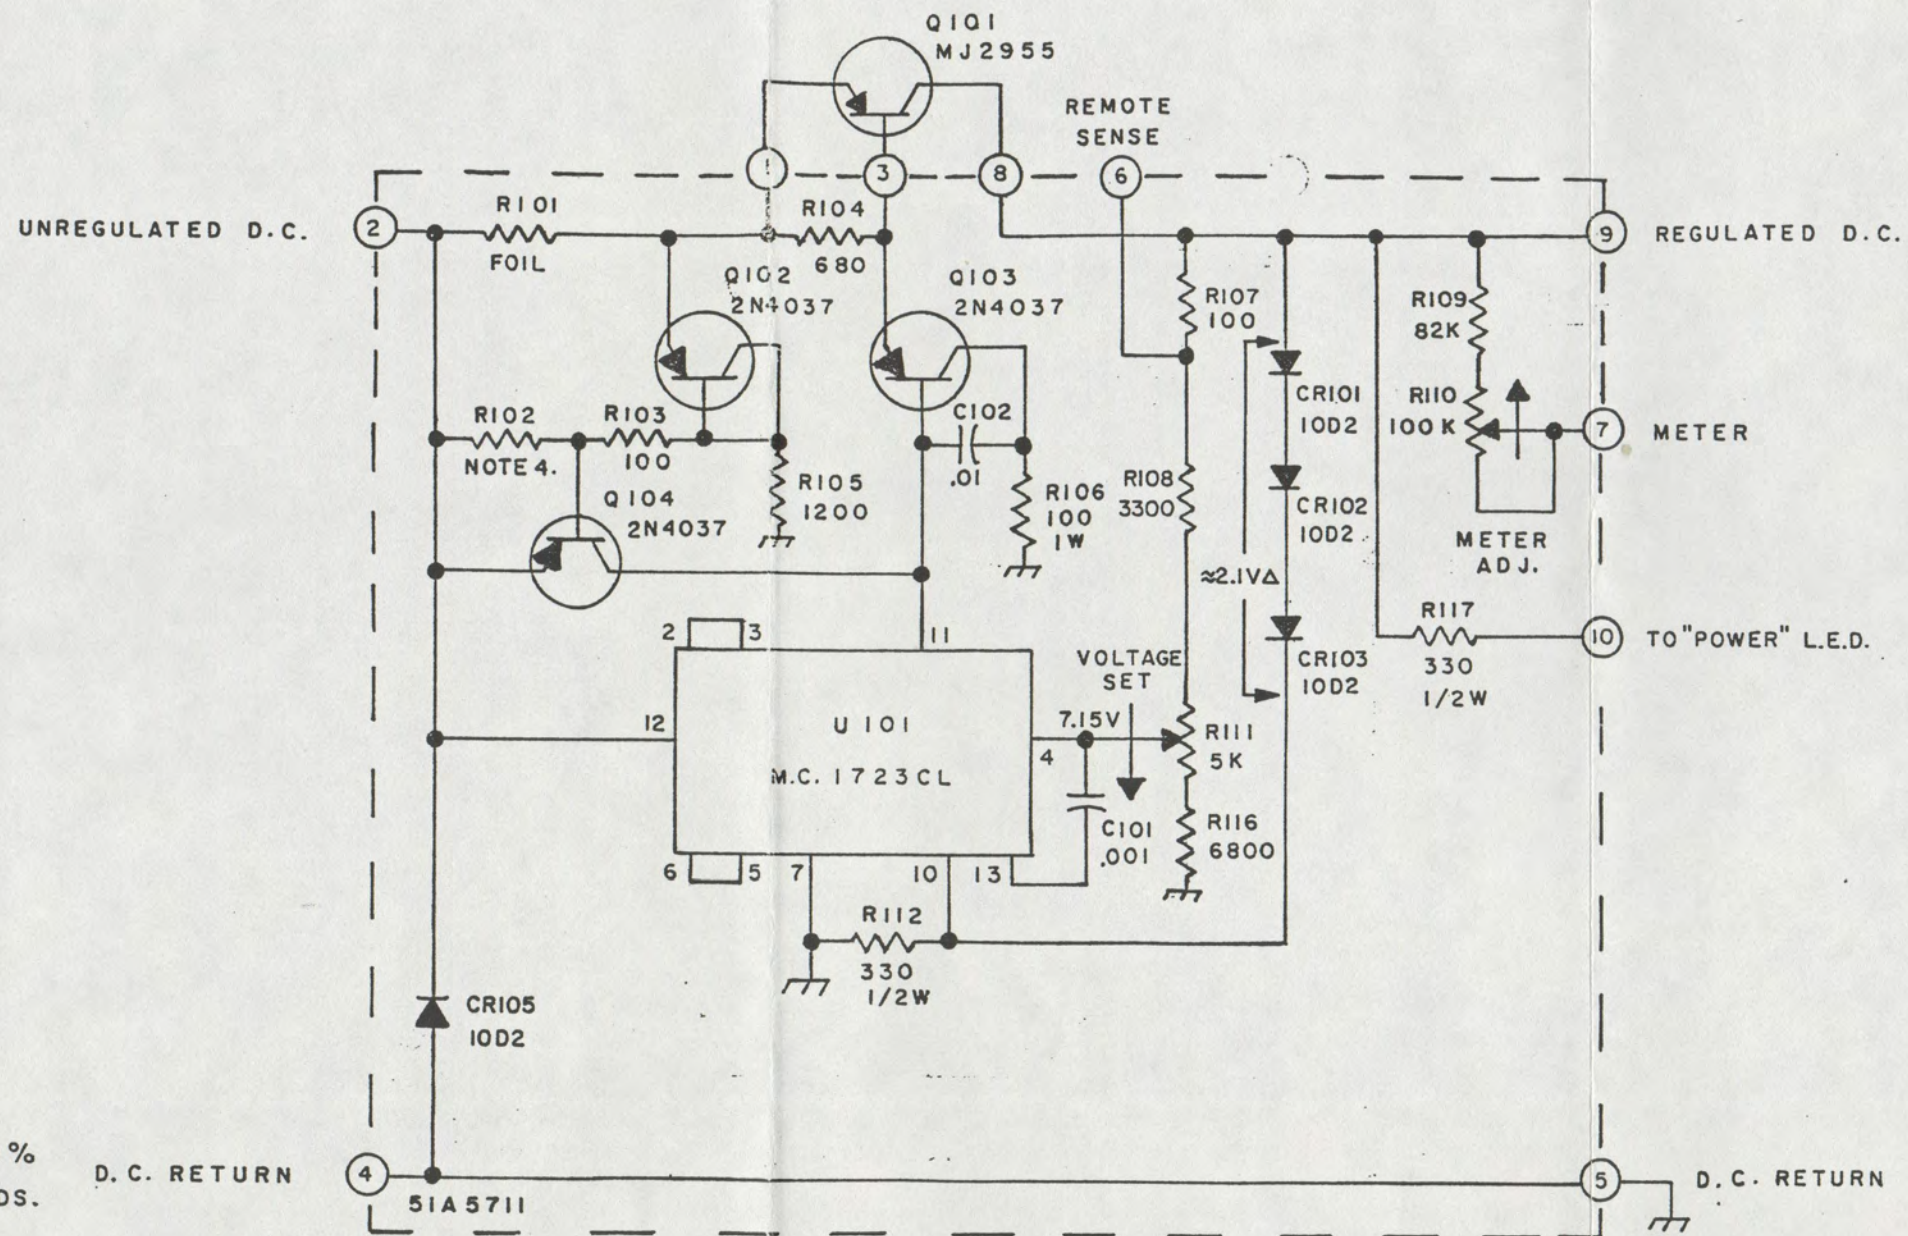 Q101
MJ2955
REMOTE
SENSE
1
3
8
6
UNREGULATED D.C.
2
R101
FOIL
R104
680
9
REGULATED D.C.
Q102
2N4037
Q103
2N4037
R107
100
R109
82K
CR101
10D2
R110
100K
7
METER
R102
NOTE 4.
R103
100
C102
.01
R105
1200
R106
100
1W
R108
3300
CR102
10D2
METER
ADJ.
Q104
2N4037
≈2.1VΔ
R117
330
1/2W
10
TO "POWER" L.E.D.
2
3
11
VOLTAGE
SET
CR103
10D2
12
U101
M.C. 1723CL
7.15V
4
R111
5K
C101
.001
R116
6800
6
5
7
10
13
R112
330
1/2W
CR105
10D2
%
DS.
D.C. RETURN
4
51A5711
5
D.C. RETURN